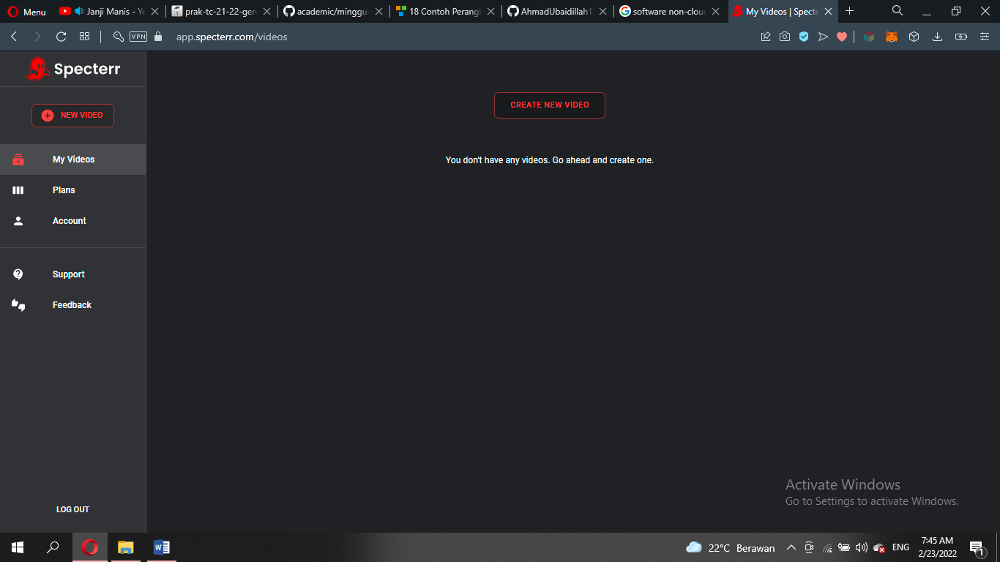 Menu
Janji Manis - Yo
prak-tc-21-22-gen
academic/minggu-
18 Contoh Perangk
AhmadUbaidillah1
software non-cloud
My Videos | Specte
VPN
app.specterr.com/videos
Specterr
NEW VIDEO
My Videos
Plans
Account
Support
Feedback
LOG OUT
CREATE NEW VIDEO
You don't have any videos. Go ahead and create one.
Activate Windows
Go to Settings to activate Windows.
22°C Berawan
ENG
7:45 AM
2/23/2022
1